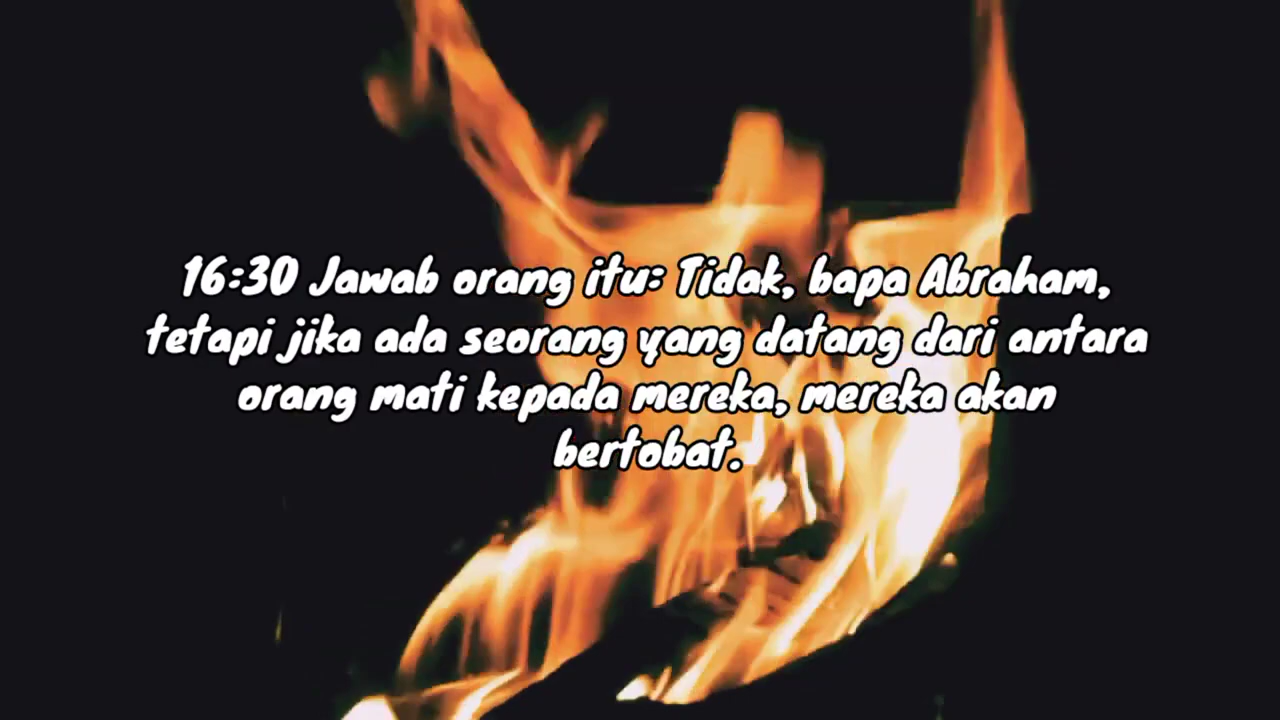 16:30 Jawab orang itu: Tidak, bapa Abraham,
tetapi jika ada seorang yang datang dari antara
orang mati kepada mereka, mereka akan
bertobat.